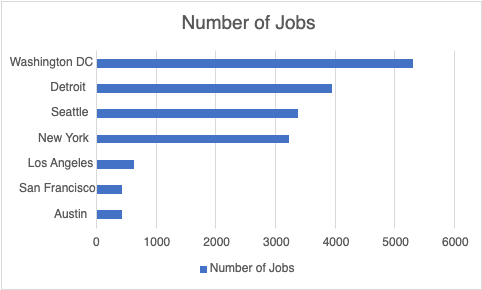 Number of Jobs
Washington DC
Detroit
Seattle
New York
Los Angeles
San Francisco
Austin
0 1000 2000 3000 4000 5000 6000
Number of Jobs